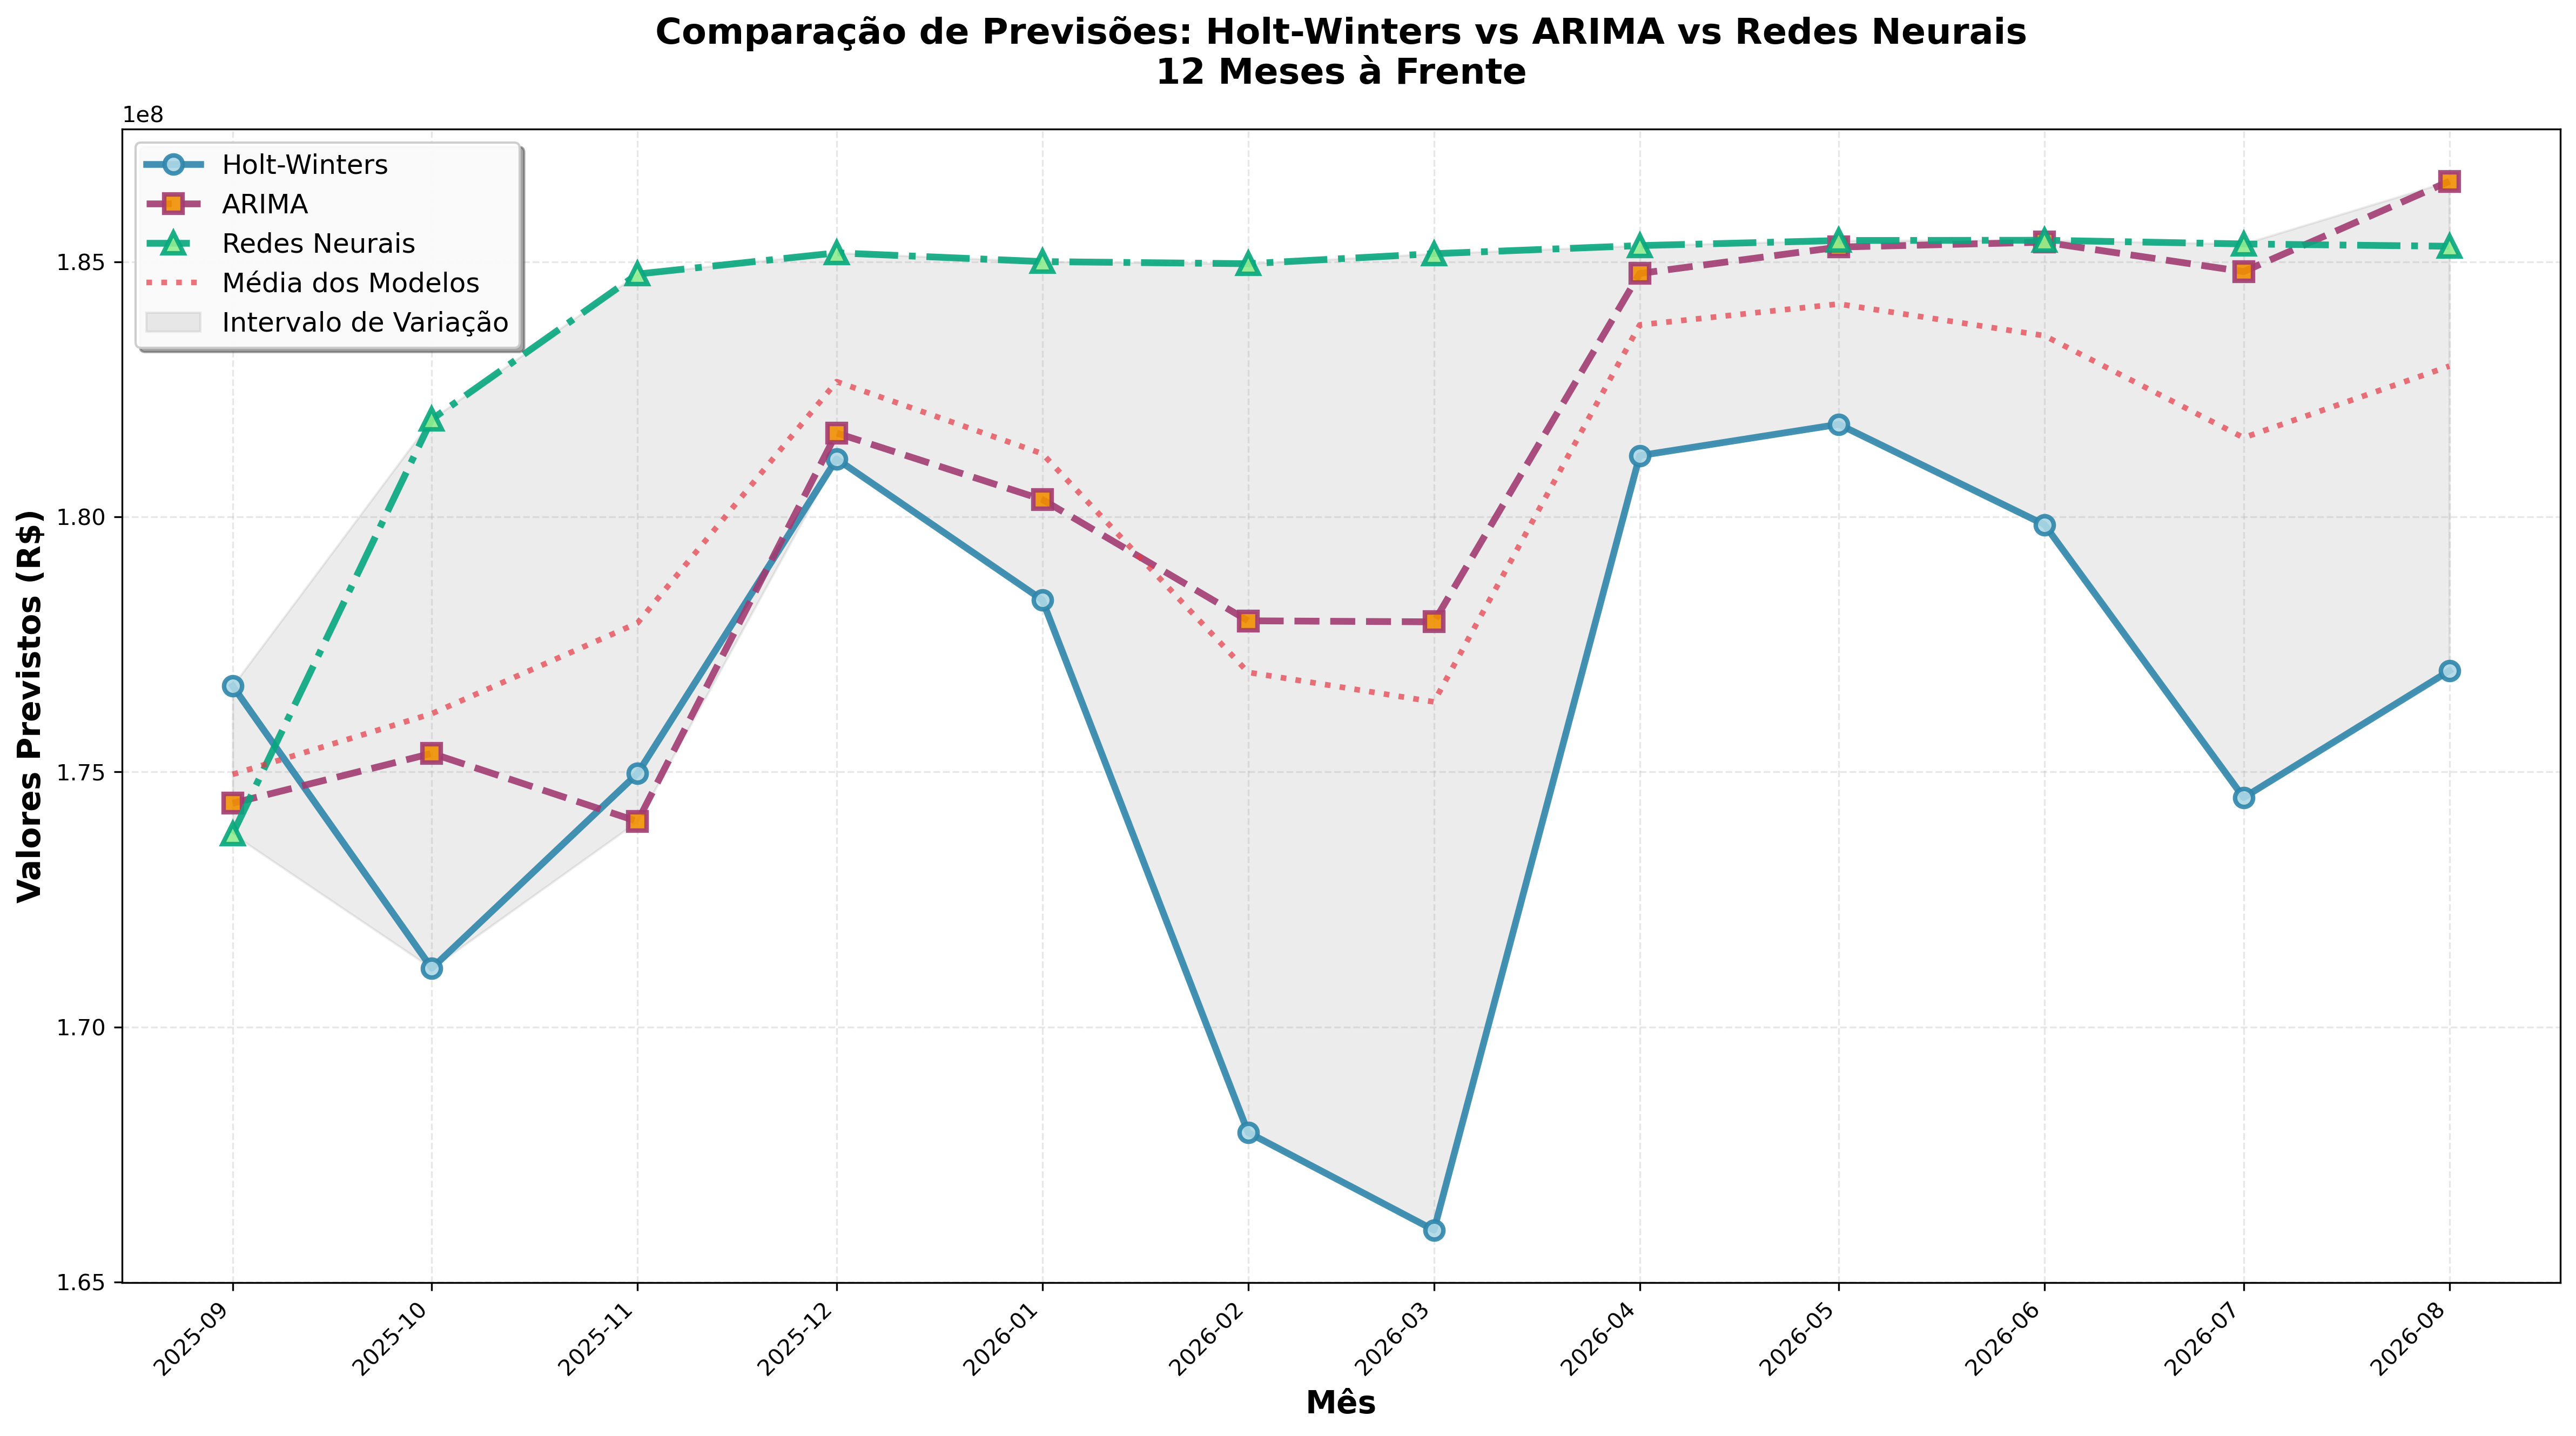 Comparação de Previsões: Holt-Winters vs ARIMA vs Redes Neurais
12 Meses à Frente
1e8
Holt-Winters
ARIMA
Redes Neurais
Média dos Modelos
Intervalo de Variação
Valores Previstos (R$)
1.85
1.80
1.75
1.70
1.65
2025-09
2025-10
2025-11
2025-12
2026-01
2026-02
2026-03
2026-04
2026-05
2026-06
2026-07
2026-08
Mês